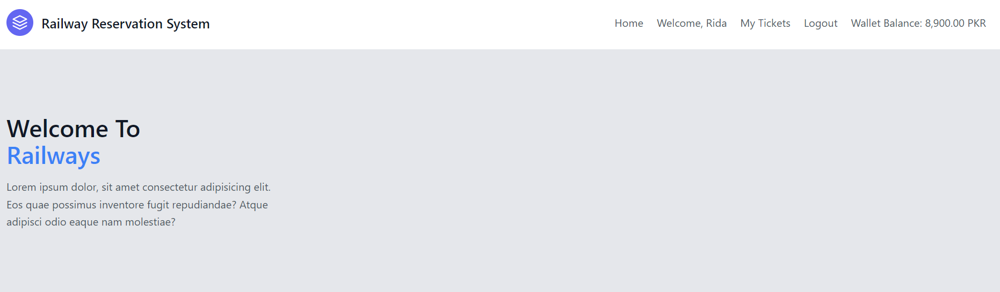 Railway Reservation System
Home Welcome, Rida My Tickets Logout Wallet Balance: 8,900.00 PKR
Welcome To
Railways
Lorem ipsum dolor, sit amet consectetur adipisicing elit.
Eos quae possimus inventore fugit repudiandae? Atque
adipisci odio eaque nam molestiae?